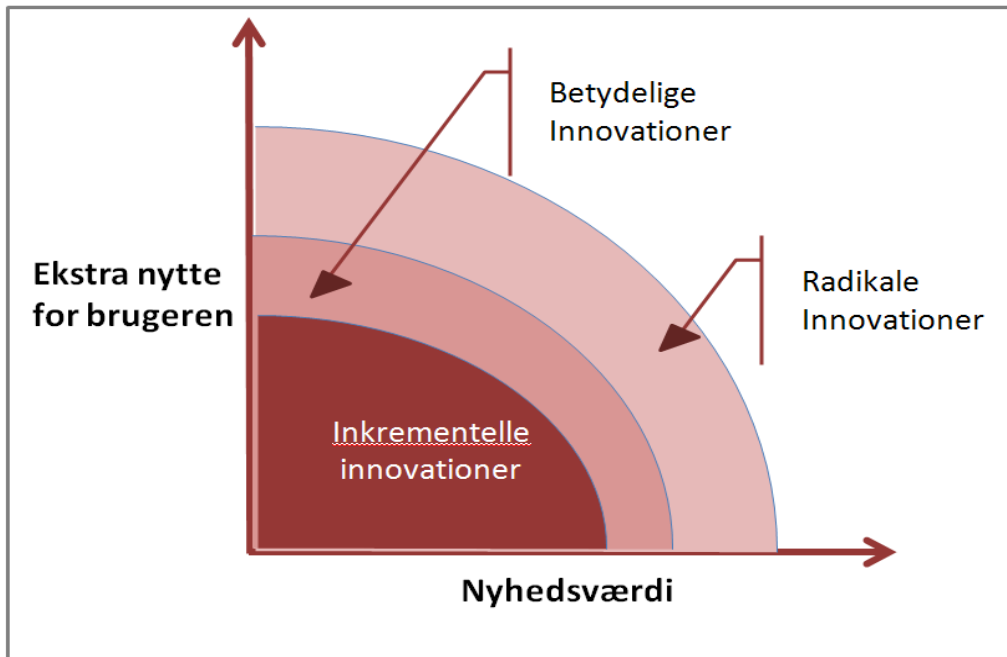 Betydelige
Innovationer
Ekstra nytte
for brugeren
Radikale
Innovationer
Inkrementelle
innovationer
Nyhedsværdi